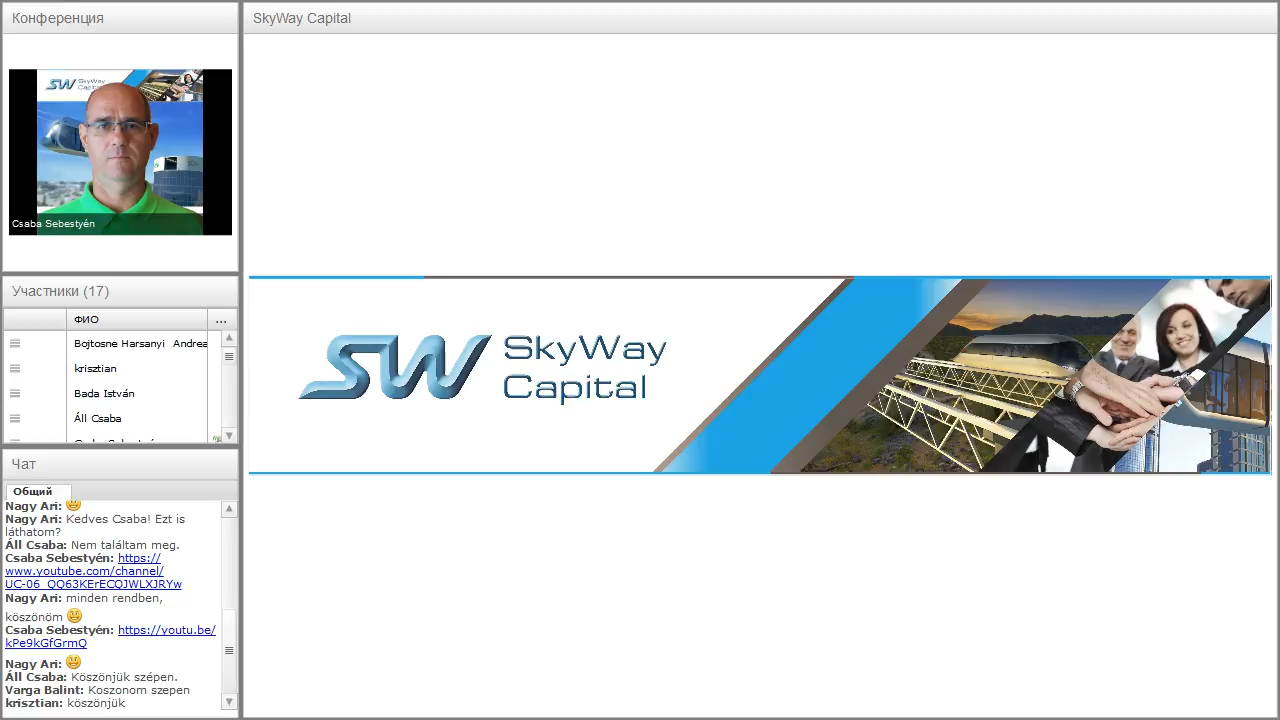 Конференция
SkyWay Capital
SW SkyWay
Csaba Sebestyén
Участники (17)
ФИО
...
Bojtosne Harsanyi Andrea
krisztian
Bada István
Áll Csaba
SW SkyWay
Capital
Чат
Общий
Nagy Ari:
Nagy Ari: Kedves Csaba! Ezt is
láthatom?
Áll Csaba: Nem találtam meg.
Csaba Sebestyén: https://
www.youtube.com/channel/
UC-06_QQ63KErECQJWLXJRYw
Nagy Ari: minden rendben,
köszönöm
Csaba Sebestyén: https://youtu.be/
kPe9kGfGrmQ
Nagy Ari:
Áll Csaba: Köszönjük szépen.
Varga Balint: Koszonom szepen
krisztian: köszönjük